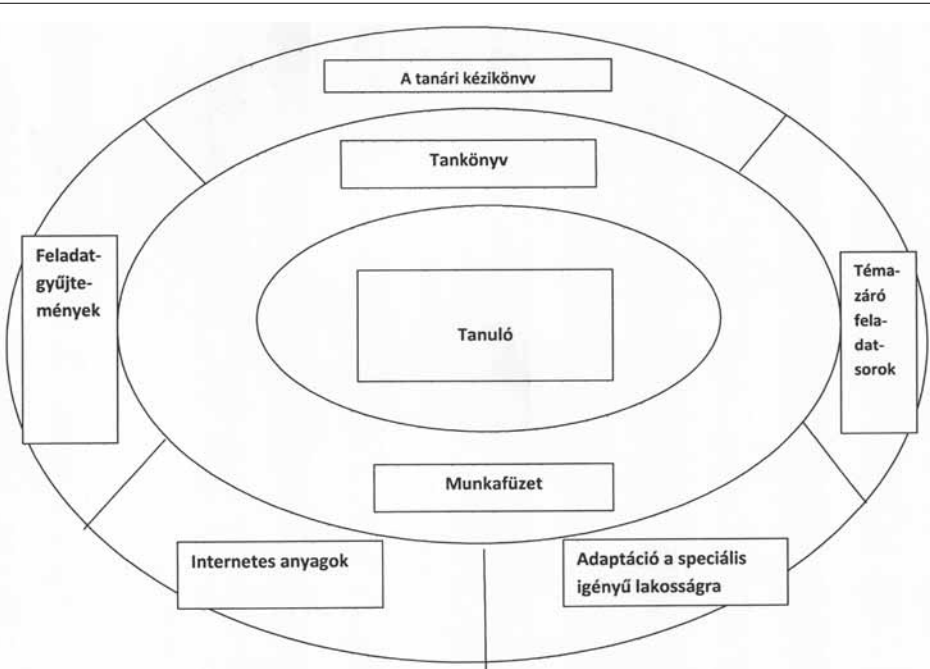 A tanári kézikönyv
Tankönyv
Feladat-
gyűjte-
mények
Tanuló
Téma-
záró
fela-
dat-
sorok
Munkafüzet
Internetes anyagok
Adaptáció a speciális
igényű lakosságra